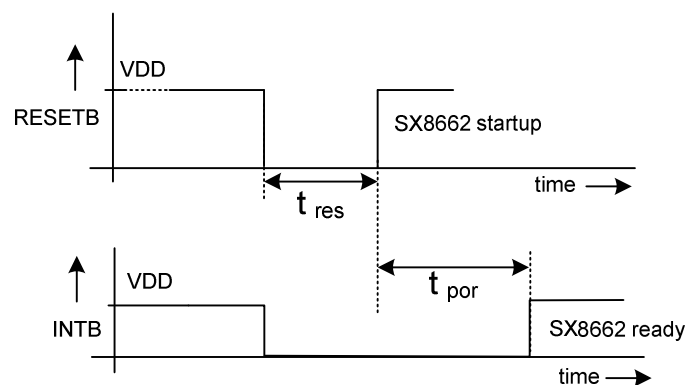 VDD
RESETB
SX8662 startup
time
t res
VDD
t por
INTB
SX8662 ready
time